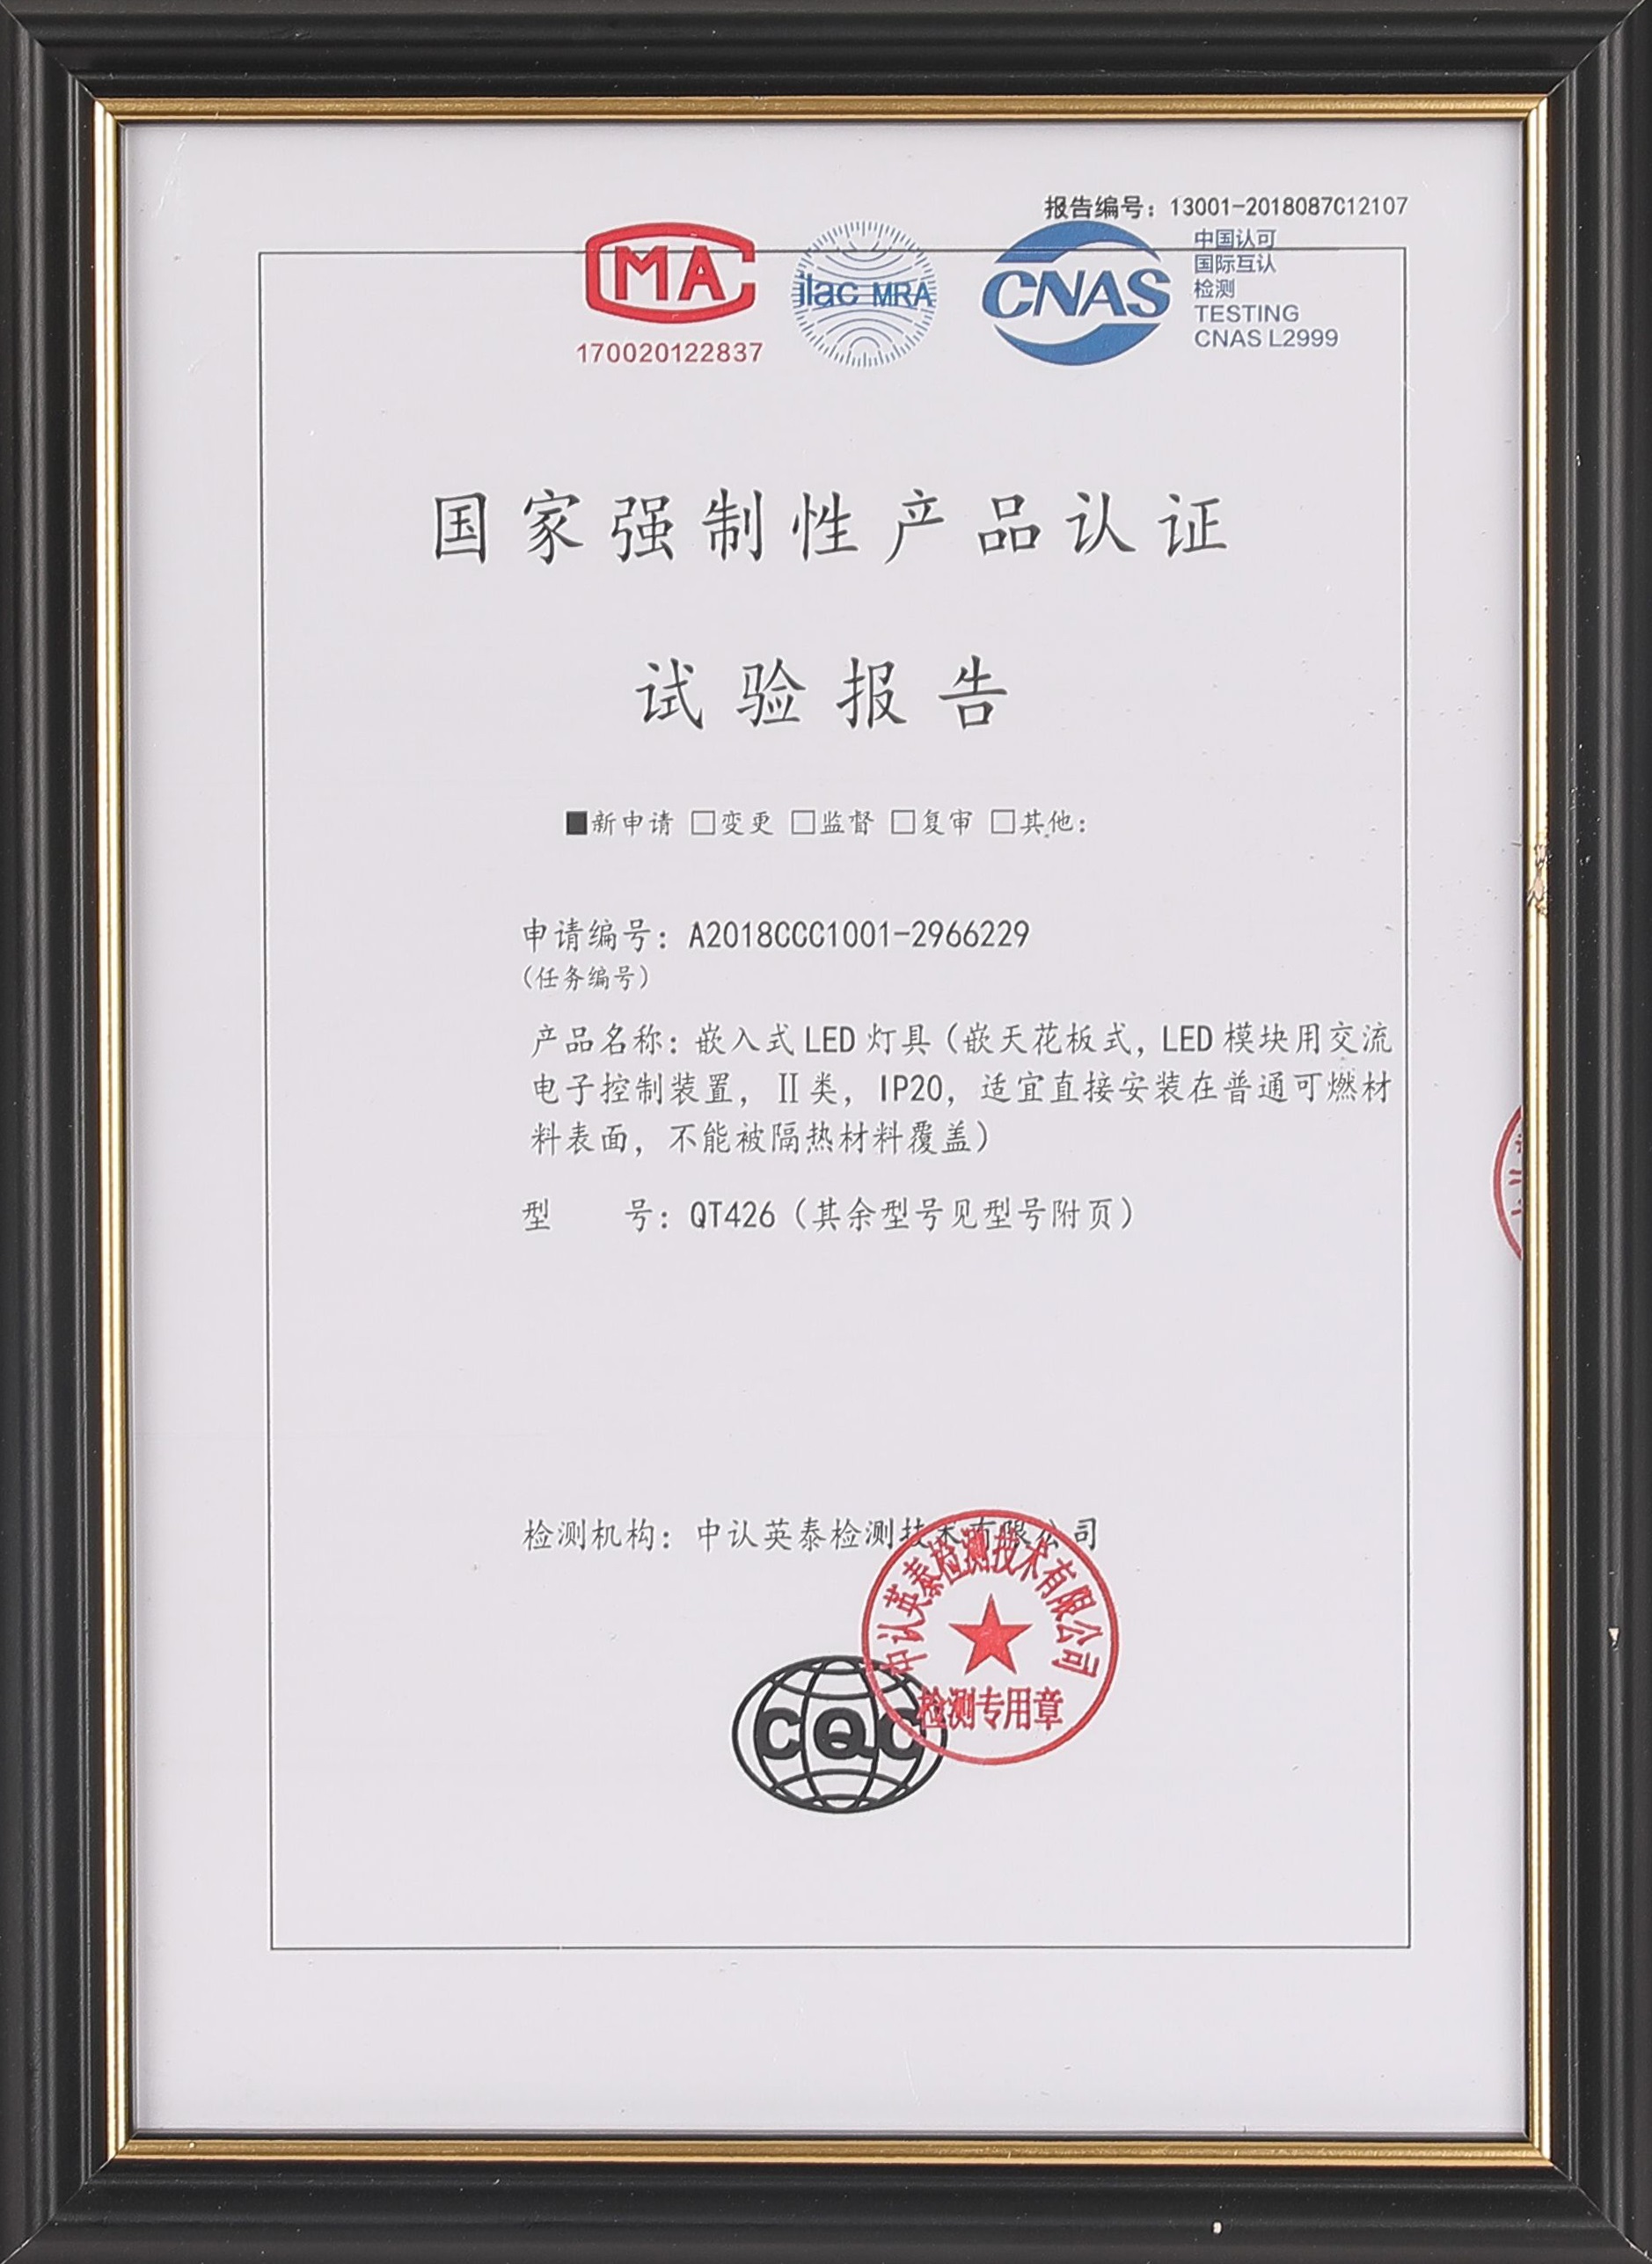 报告编号：13001-2018087C12107
MA
170020122837
ilac MRA
CNAS
中国认可
国际互认
检测
TESTING
CNAS L2999
国家强制性产品认证
试验报告
■新申请 □变更 □监督 □复审 □其他：
申请编号：A2018CCC1001-2966229
（任务编号）
产品名称：嵌入式 LED 灯具（嵌天花板式，LED 模块用交流
电子控制装置，Ⅱ类，IP20，适宜直接安装在普通可燃材
料表面，不能被隔热材料覆盖）
型 号：QT426（其余型号见型号附页）
检测机构：中认英泰检测技术有限公司
中认英泰检测技术有限公司
检测专用章
CQC